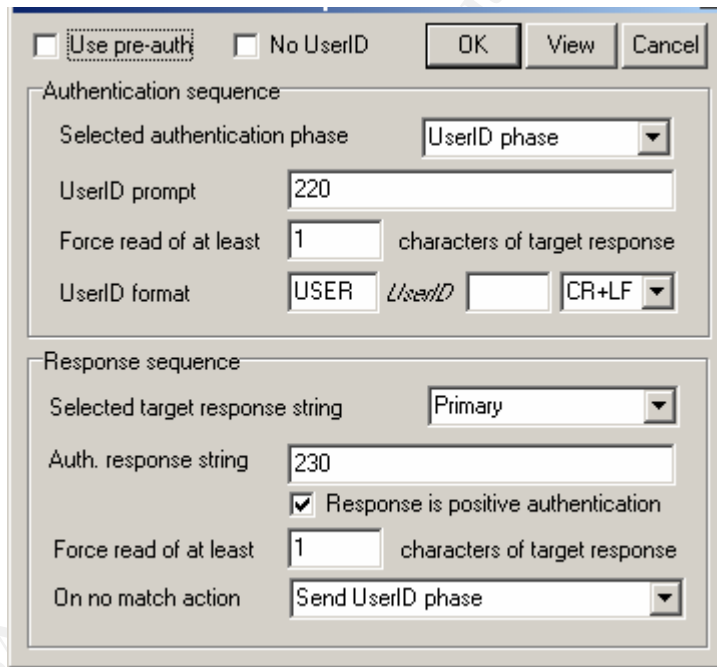 Use pre-auth No UserID OK View Cancel
Authentication sequence
Selected authentication phase UserID phase
UserID prompt 220
Force read of at least 1 characters of target response
UserID format USER UserID CR+LF
Response sequence
Selected target response string Primary
Auth. response string 230
Response is positive authentication
Force read of at least 1 characters of target response
On no match action Send UserID phase